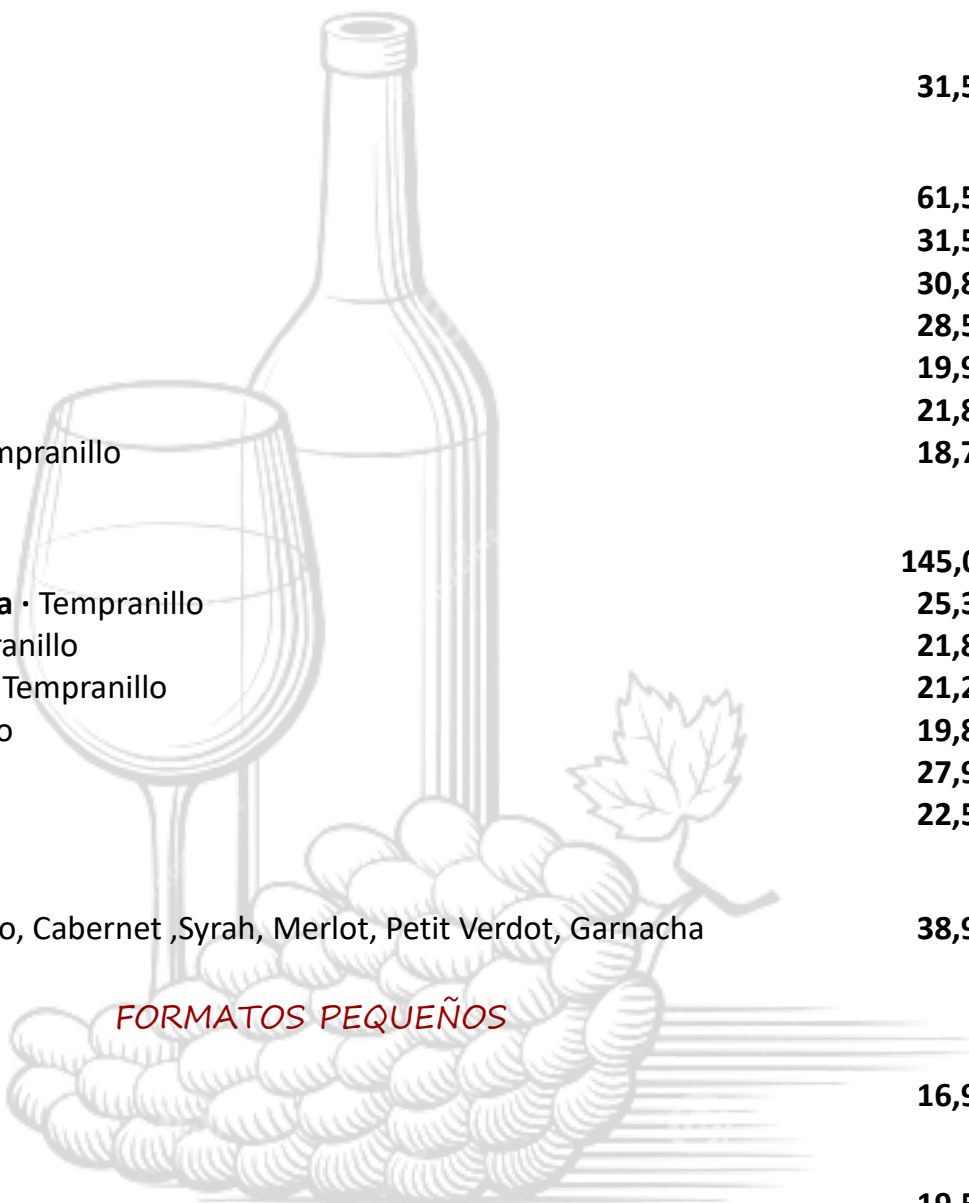 31,5
61,5
31,5
30,8
28,5
19,9
21,8
mpranillo 18,7
145,0
a · Tempranillo 25,3
ranillo 21,8
Tempranillo 21,2
o 19,8
27,9
22,5
o, Cabernet ,Syrah, Merlot, Petit Verdot, Garnacha 38,9
FORMATOS PEQUEÑOS
16,9
19,5